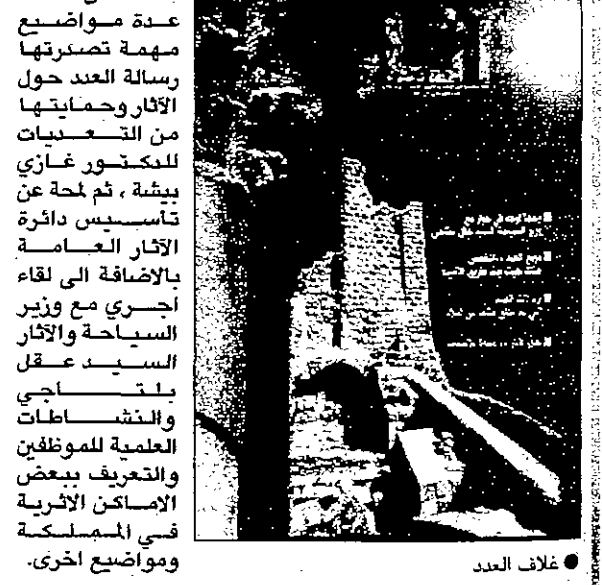 عدة مواضيع
مهمة تصدرتها
رسالة العدد حول
الآثار وحمايتها
من التعديات
للدكتور غازي
بيشة ، ثم لمحة عن
تأسيس دائرة
الآثار العامة
بالاضافة الى لقاء
اجري مع وزير
السياحة والآثار
السيد عقل
بلتاجي
والنشاطات
العلمية للموظفين
والتعريف ببعض
الاماكن الاثرية
في المملكة
ومواضيع اخرى.
● غلاف العدد